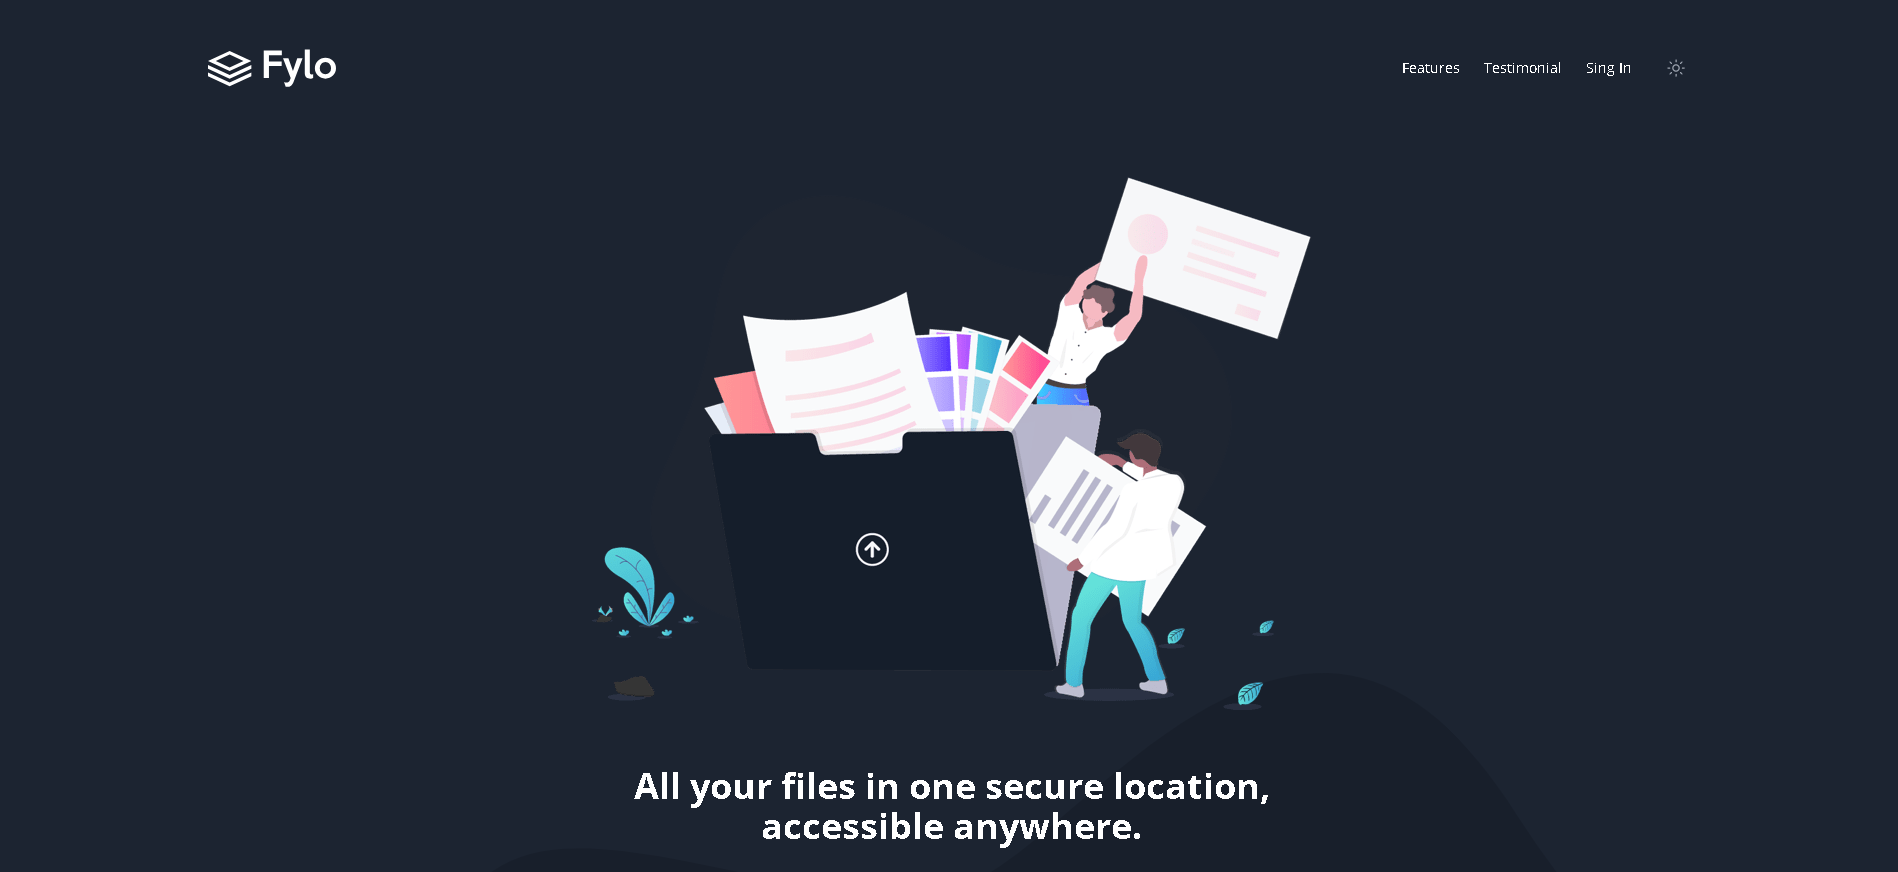 Fylo
Features Testimonial Sing In
All your files in one secure location,
accessible anywhere.